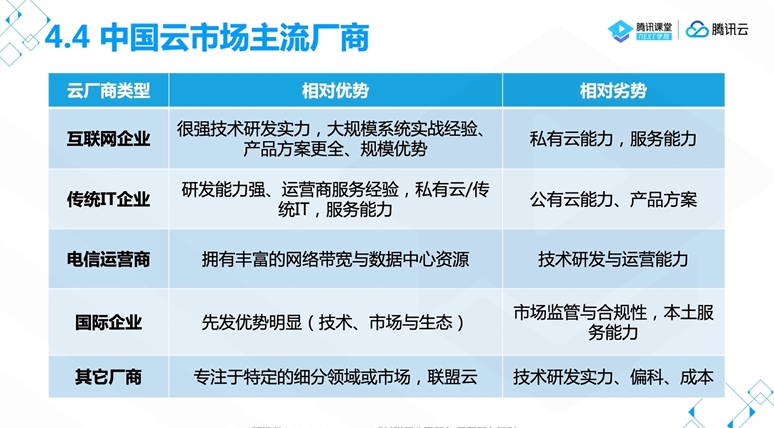 4.4 中国云市场主流厂商
腾讯课堂
NEXT学院
腾讯云
云厂商类型
相对优势
相对劣势
互联网企业
很强技术研发实力，大规模系统实战经验、
产品方案更全、规模优势
私有云能力，服务能力
传统IT企业
研发能力强、运营商服务经验，私有云/传
统IT，服务能力
公有云能力、产品方案
电信运营商
拥有丰富的网络带宽与数据中心资源
技术研发与运营能力
国际企业
先发优势明显（技术、市场与生态）
市场监管与合规性，本土服
务能力
其它厂商
专注于特定的细分领域或市场，联盟云
技术研发实力、偏科、成本